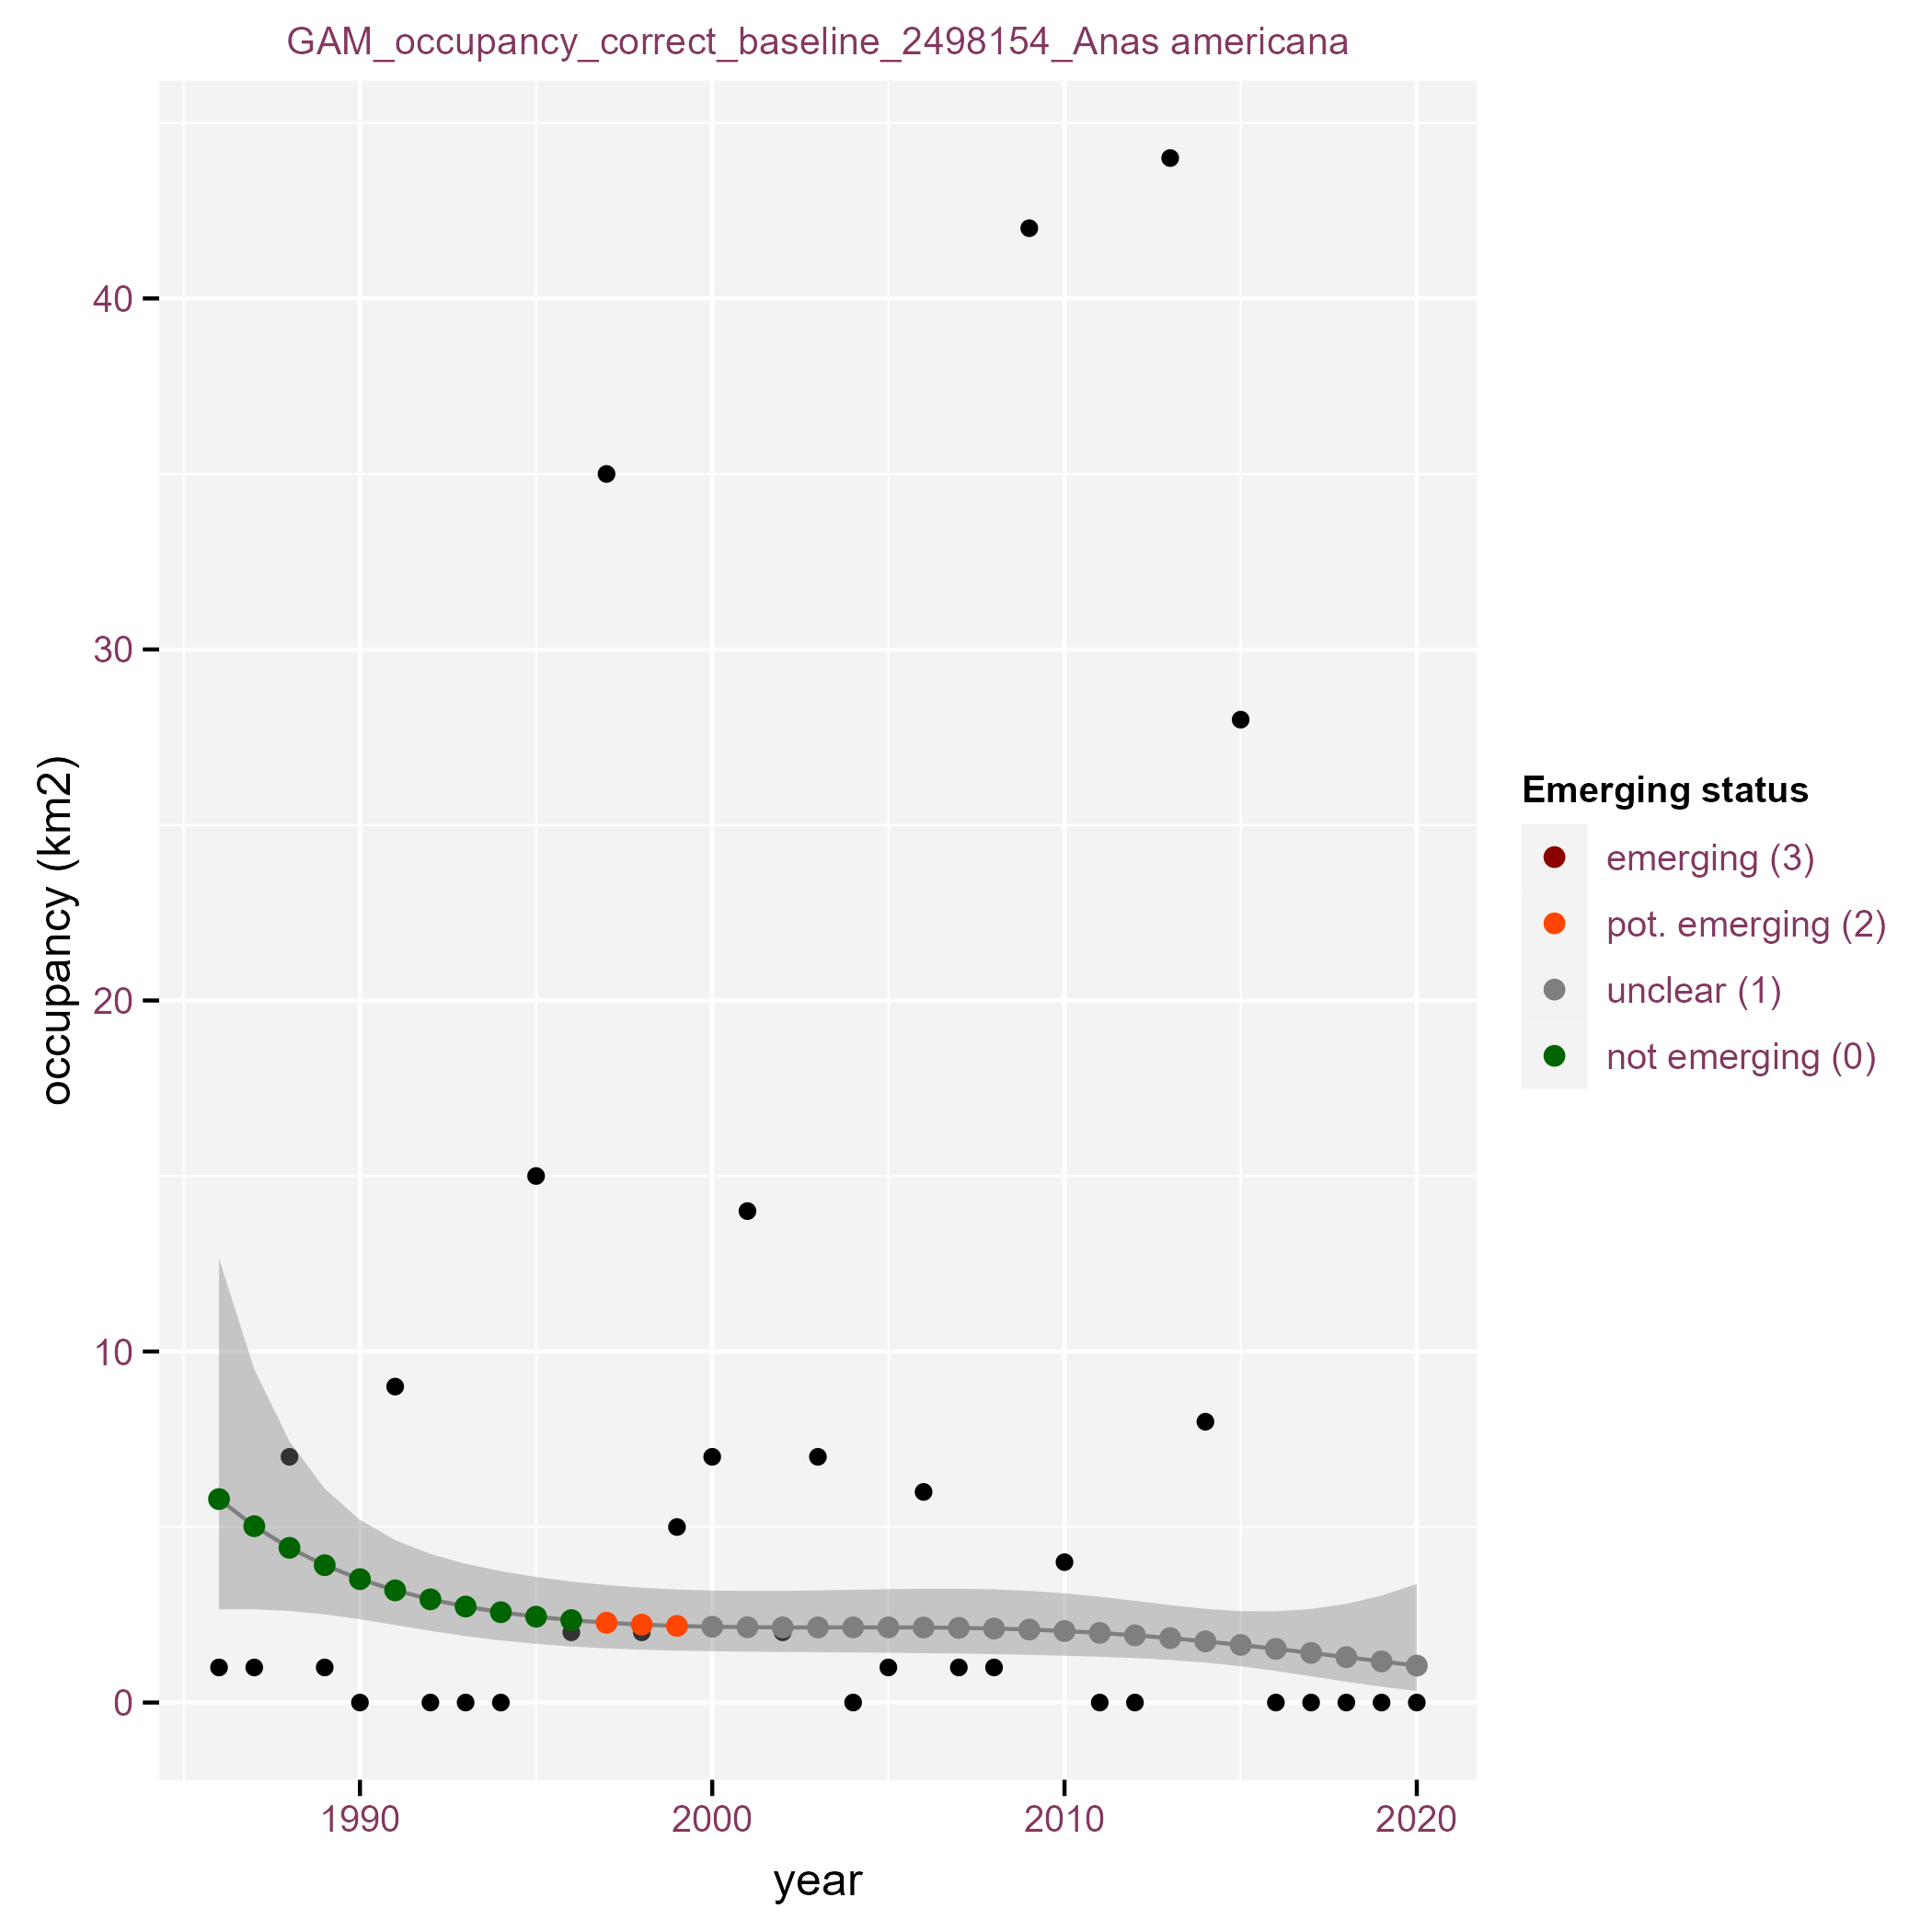 GAM_occupancy_correct_baseline_2498154_Anas americana
occupancy (km2)
40
30
20
10
0
1990 2000 2010 2020
year
Emerging status
emerging (3)
pot. emerging (2)
unclear (1)
not emerging (0)